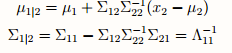 μ₁|₂ = μ₁ + Σ₁₂Σ₂₂⁻¹(x₂ − μ₂)
Σ₁|₂ = Σ₁₁ − Σ₁₂Σ₂₂⁻¹Σ₂₁ = Λ₁₁⁻¹